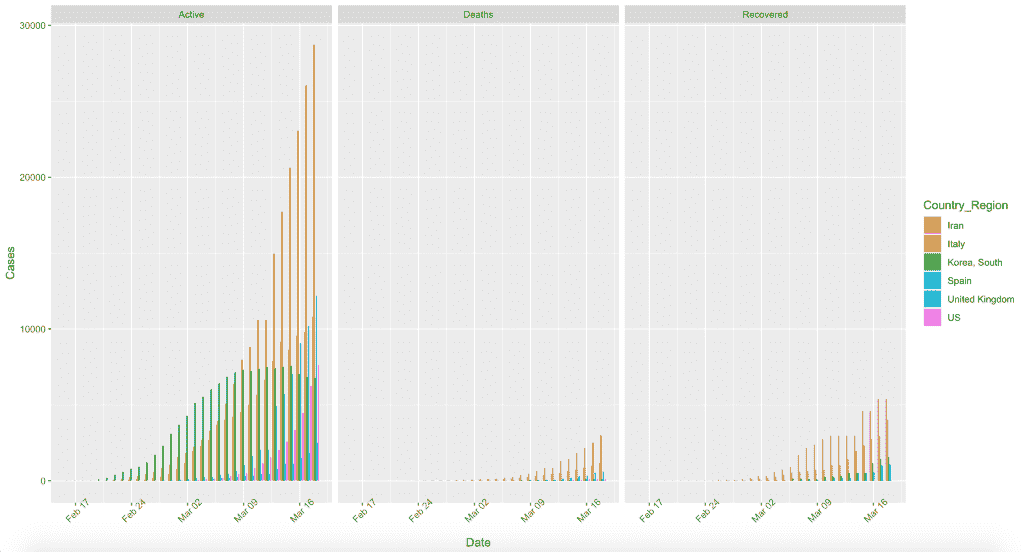 Active Deaths Recovered
30000
20000
10000
0
Cases
Feb 17 Feb 24 Mar 02 Mar 09 Mar 16 Feb 17 Feb 24 Mar 02 Mar 09 Mar 16 Feb 17 Feb 24 Mar 02 Mar 09 Mar 16
Date
Country_Region
Iran
Italy
Korea, South
Spain
United Kingdom
US